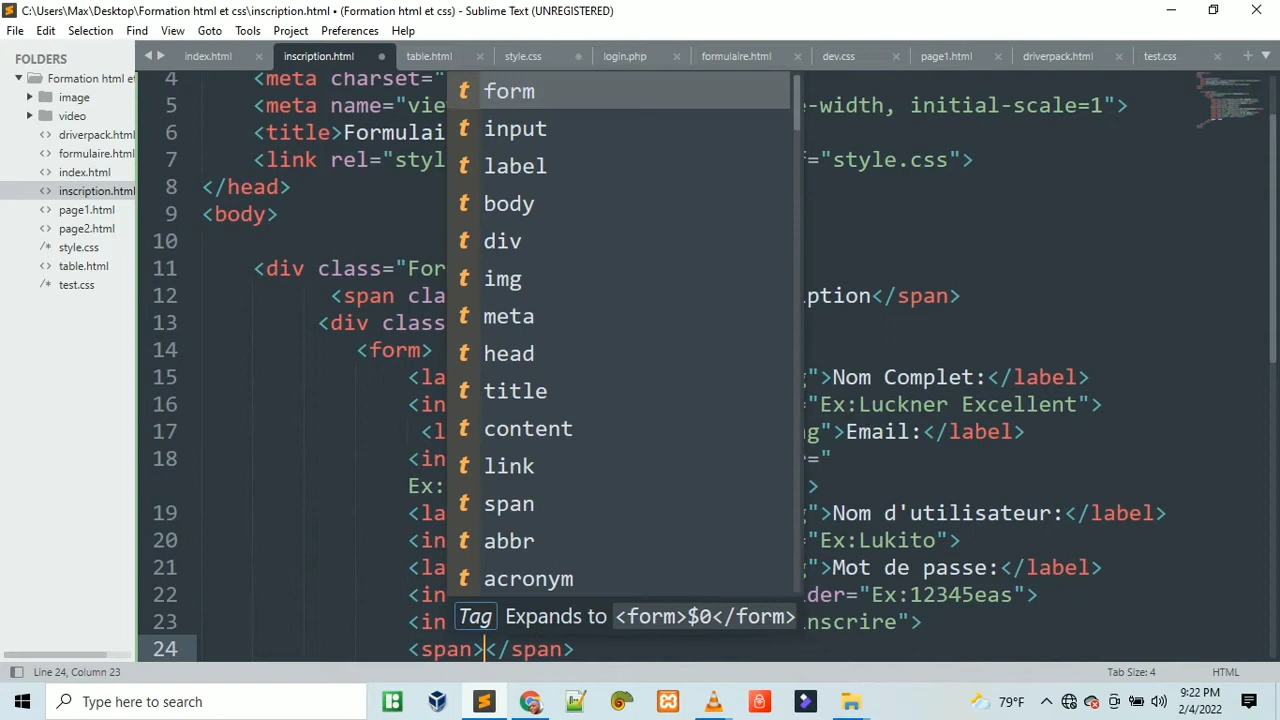 C:\Users\Max\Desktop\Formation html et css\inscription.html • (Formation html et css) - Sublime Text (UNREGISTERED)
File Edit Selection Find View Goto Tools Project Preferences Help
FOLDERS
Formation html et
image
video
driverpack.html
formulaire.html
index.html
inscription.html
page1.html
page2.html
style.css
table.html
test.css
index.html inscription.html table.html style.css login.php formulaire.html dev.css page1.html driverpack.html test.css
4 <meta charset="
5 <meta name="vie e-width, initial-scale=1">
6 <title>Formulai
7 <link rel="styl f="style.css">
8 </head>
9 <body>
10
11 <div class="For
12 <span cla ption</span>
13 <div class
14 <form>
15 <la g">Nom Complet:</label>
16 <in ="Ex:Luckner Excellent">
17 <l ng">Email:</label>
18 <in r="
Ex: >
19 <la g">Nom d'utilisateur:</label>
20 <in ="Ex:Lukito">
21 <la g">Mot de passe:</label>
22 <in der="Ex:12345eas">
23 <in nscrire">
24 <span></span>
t form
t input
t label
t body
t div
t img
t meta
t head
t title
t content
t link
t span
t abbr
t acronym
Tag Expands to <form>$0</form>
Line 24, Column 23 Tab Size: 4 HTML
Type here to search 79°F 9:22 PM
2/4/2022